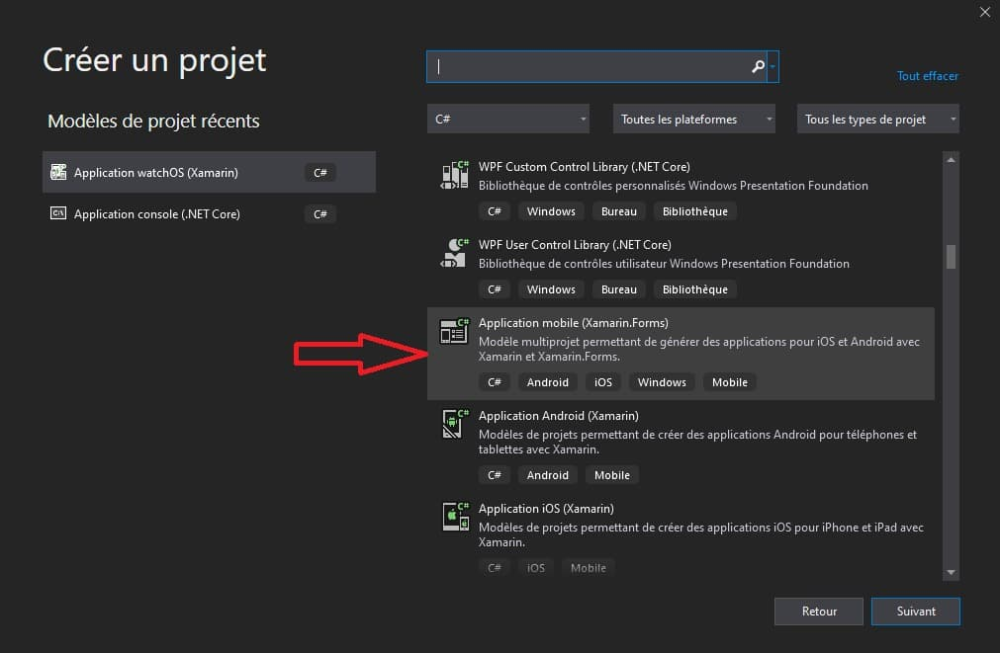 Créer un projet
Tout effacer
Modèles de projet récents
C#
Toutes les plateformes
Tous les types de projet
Application watchOS (Xamarin)
C#
Application console (.NET Core)
C#
WPF Custom Control Library (.NET Core)
Bibliothèque de contrôles personnalisés Windows Presentation Foundation
C# Windows Bureau Bibliothèque
WPF User Control Library (.NET Core)
Bibliothèque de contrôles utilisateur Windows Presentation Foundation
C# Windows Bureau Bibliothèque
Application mobile (Xamarin.Forms)
Modèle multiprojet permettant de générer des applications pour iOS et Android avec
Xamarin et Xamarin.Forms.
C# Android iOS Windows Mobile
Application Android (Xamarin)
Modèles de projets permettant de créer des applications Android pour téléphones et
tablettes avec Xamarin.
C# Android Mobile
Application iOS (Xamarin)
Modèles de projets permettant de créer des applications iOS pour iPhone et iPad avec
Xamarin.
C# iOS Mobile
Retour
Suivant